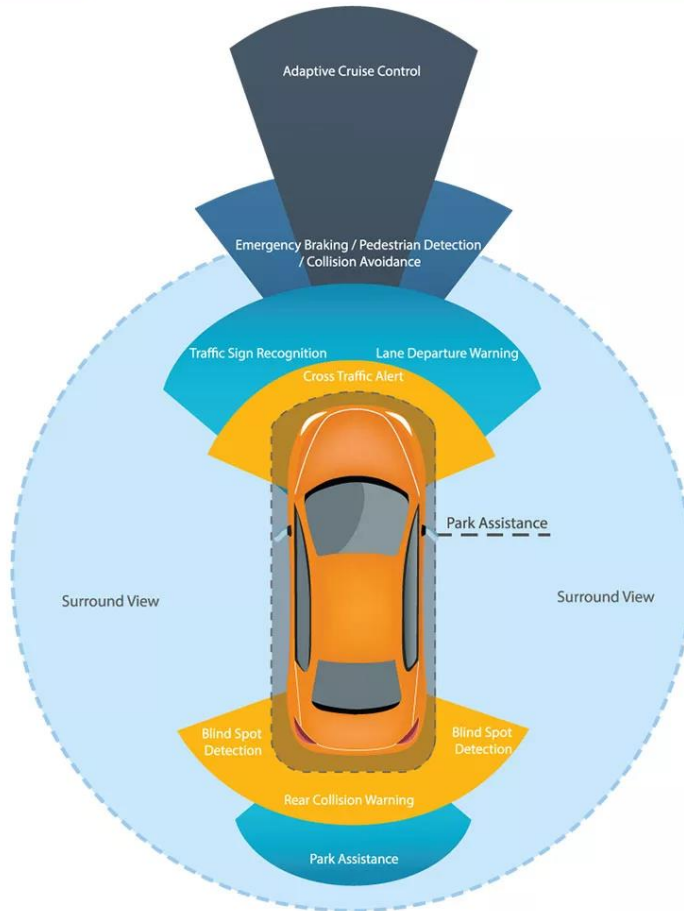 Adaptive Cruise Control
Emergency Braking / Pedestrian Detection
/ Collision Avoidance
Traffic Sign Recognition
Lane Departure Warning
Cross Traffic Alert
Park Assistance
Surround View
Surround View
Blind Spot
Detection
Blind Spot
Detection
Rear Collision Warning
Park Assistance